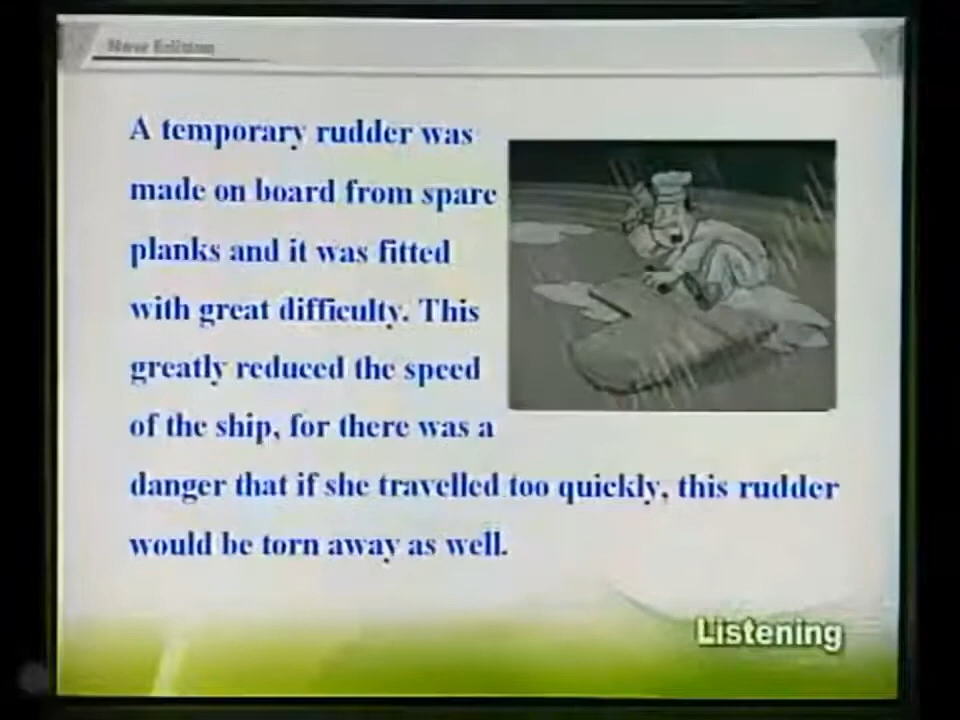 New Edition
A temporary rudder was
made on board from spare
planks and it was fitted
with great difficulty. This
greatly reduced the speed
of the ship, for there was a
danger that if she travelled too quickly, this rudder
would be torn away as well.
Listening